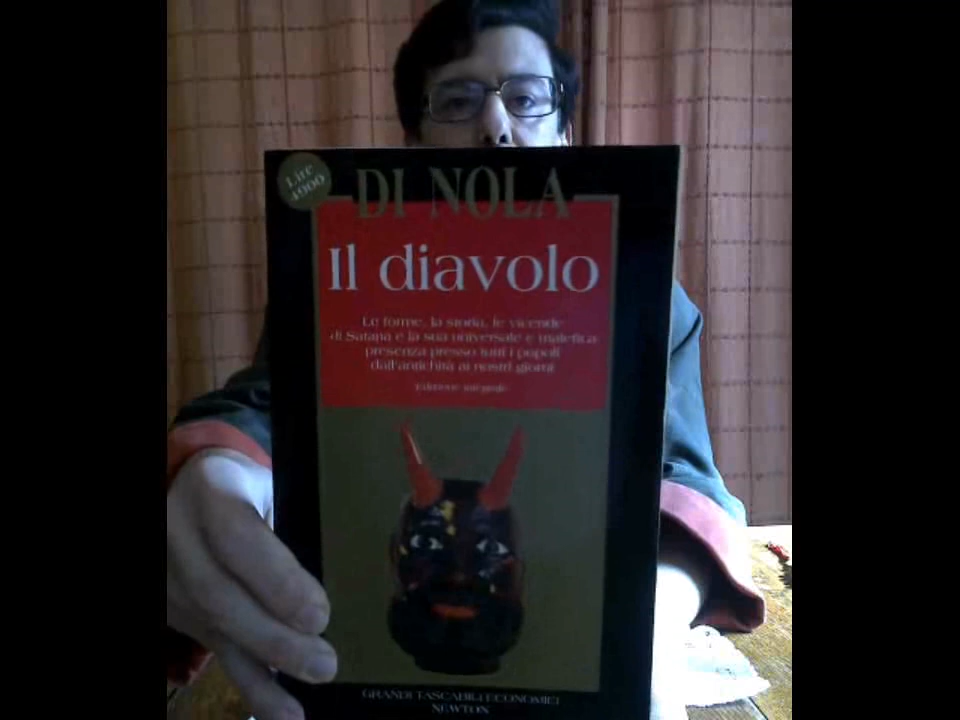 Lire
4900
DI NOLA
Il diavolo
Le forme, la storia, le vicende
di Satana e la sua universale e malefica
presenza presso tutti i popoli
dall'antichità ai nostri giorni
Edizione integrale
GRANDI TASCABILI ECONOMICI
NEWTON